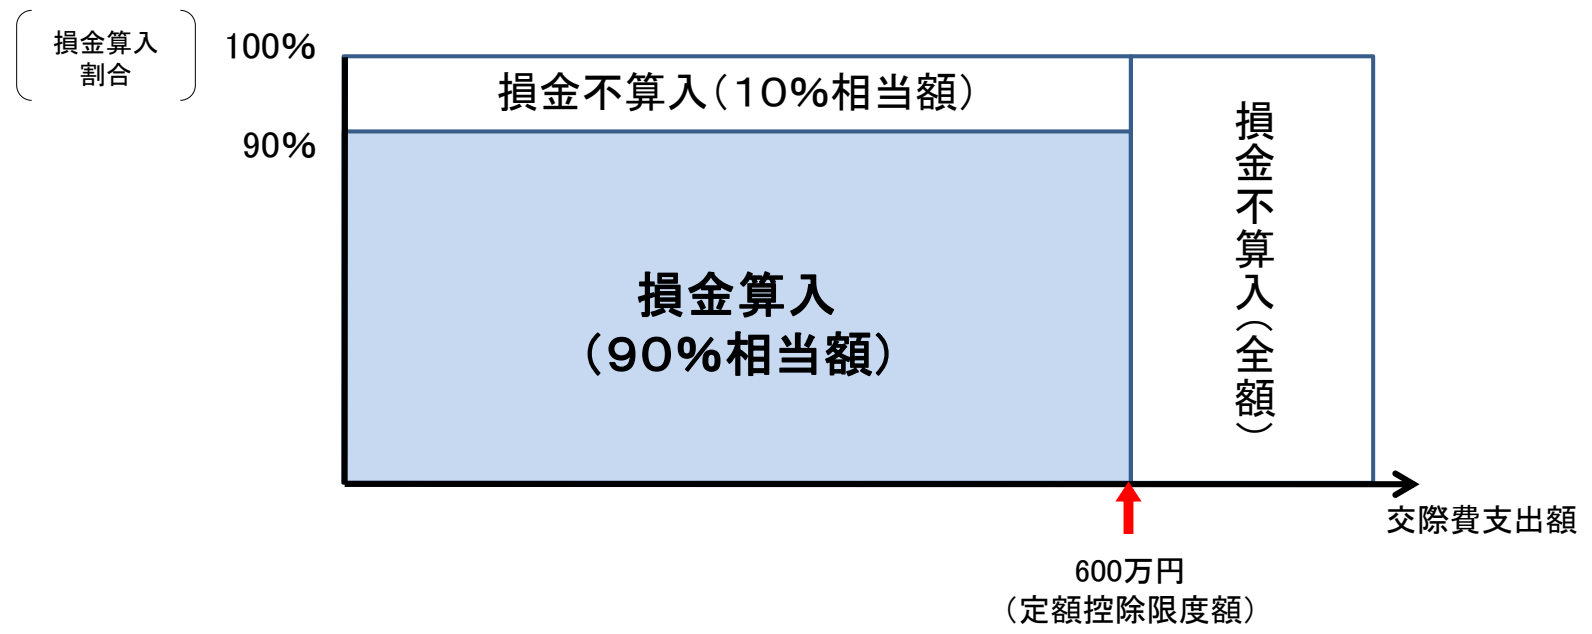 損金算入
割合
100%
90%
損金不算入（１０％相当額）
損金算入
（９０％相当額）
損金不算入（全額）
交際費支出額
600万円
（定額控除限度額）